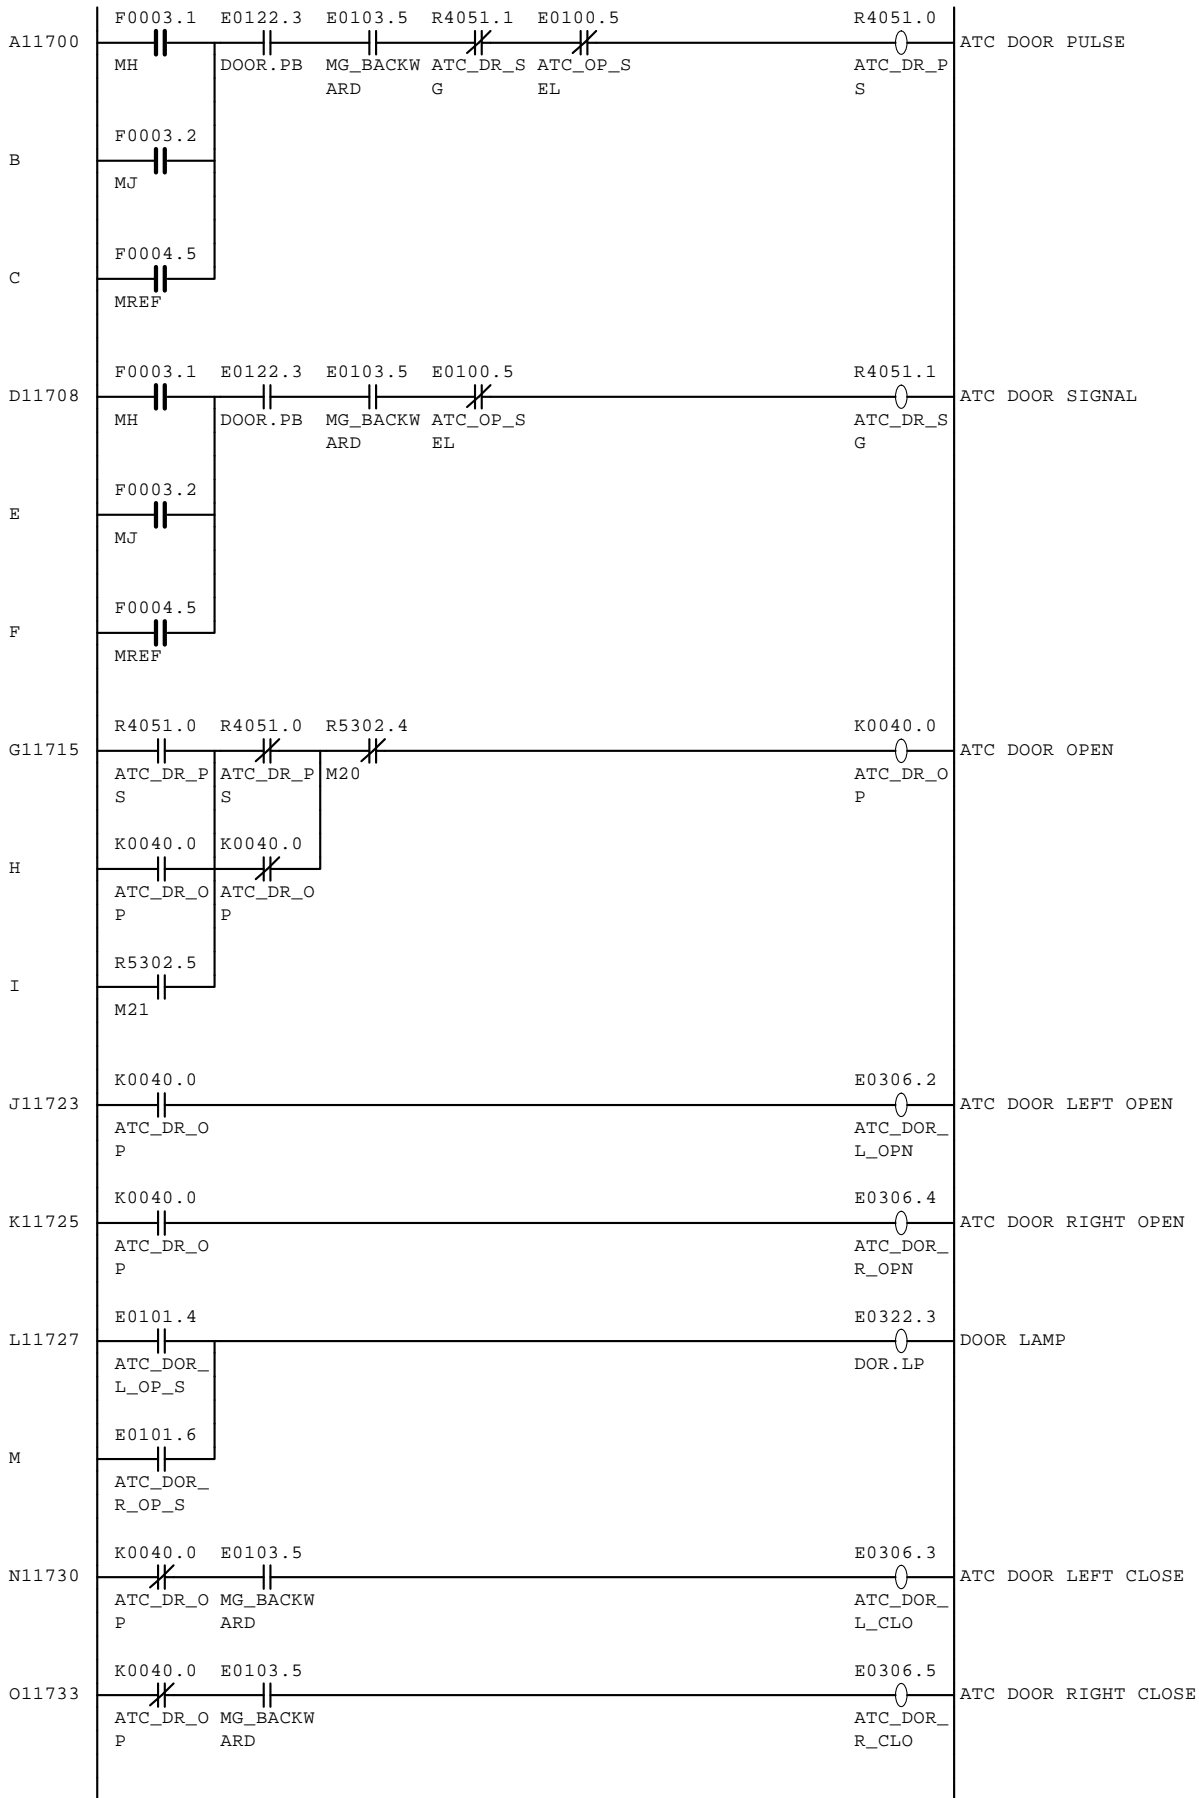 F0003.1 E0122.3 E0103.5 R4051.1 E0100.5 R4051.0
A11700 ATC DOOR PULSE
MH DOOR.PB MG_BACKW ATC_DR_S ATC_OP_S ATC_DR_P
ARD G EL S
F0003.2
B
MJ
F0004.5
C
MREF
F0003.1 E0122.3 E0103.5 E0100.5 R4051.1
D11708 ATC DOOR SIGNAL
MH DOOR.PB MG_BACKW ATC_OP_S ATC_DR_S
ARD EL G
F0003.2
E
MJ
F0004.5
F
MREF
R4051.0 R4051.0 R5302.4 K0040.0
G11715 ATC DOOR OPEN
ATC_DR_P ATC_DR_P M20 ATC_DR_O
S S P
K0040.0 K0040.0
H
ATC_DR_O ATC_DR_O
P P
R5302.5
I
M21
K0040.0 E0306.2
J11723 ATC DOOR LEFT OPEN
ATC_DR_O ATC_DOR_
P L_OPN
K0040.0 E0306.4
K11725 ATC DOOR RIGHT OPEN
ATC_DR_O ATC_DOR_
P R_OPN
E0101.4 E0322.3
L11727 DOOR LAMP
ATC_DOR_ DOR.LP
L_OP_S
E0101.6
M
ATC_DOR_
R_OP_S
K0040.0 E0103.5 E0306.3
N11730 ATC DOOR LEFT CLOSE
ATC_DR_O MG_BACKW ATC_DOR_
P ARD L_CLO
K0040.0 E0103.5 E0306.5
O11733 ATC DOOR RIGHT CLOSE
ATC_DR_O MG_BACKW ATC_DOR_
P ARD R_CLO